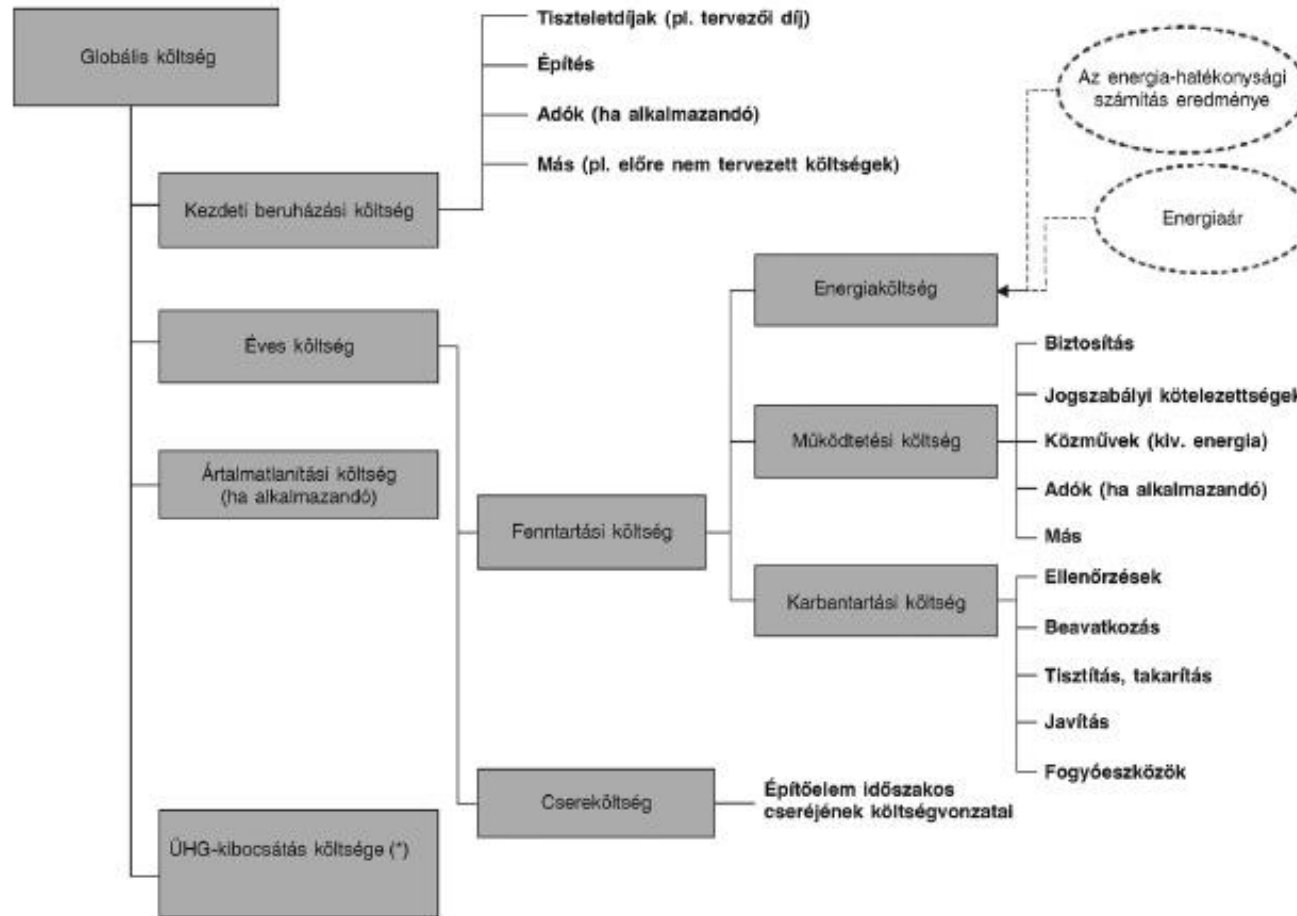 Globális költség
Tiszteletdíjak (pl. tervezői díj)
Építés
Adók (ha alkalmazandó)
Más (pl. előre nem tervezett költségek)
Kezdeti beruházási költség
Az energia-hatékonysági
számítás eredménye
Energiaár
Energiaköltség
Éves költség
Biztosítás
Jogszabályi kötelezettségek
Működtetési költség
Közművek (kiv. energia)
Adók (ha alkalmazandó)
Más
Ártalmatlanítási költség
(ha alkalmazandó)
Fenntartási költség
Karbantartási költség
Ellenőrzések
Beavatkozás
Tisztítás, takarítás
Javítás
Fogyóeszközök
Csereköltség
Építőelem időszakos
cseréjének költségvonzatai
ÜHG-kibocsátás költsége (*)